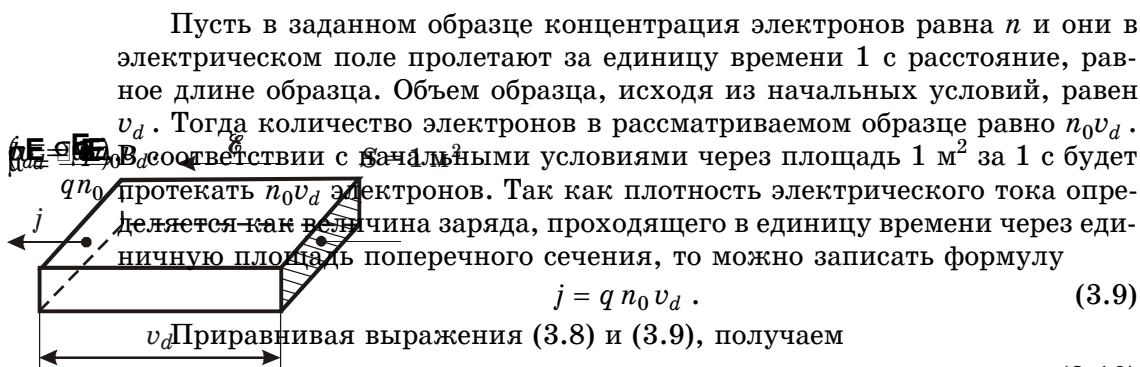 Пусть в заданном образце концентрация электронов равна n и они в
электрическом поле пролетают за единицу времени 1 с расстояние, рав-
ное длине образца. Объем образца, исходя из начальных условий, равен
v_d . Тогда количество электронов в рассматриваемом образце равно n₀v_d .
В соответствии с начальными условиями через площадь 1 м² за 1 с будет
протекать n₀v_d электронов. Так как плотность электрического тока опре-
деляется как величина заряда, проходящего в единицу времени через еди-
ничную площадь поперечного сечения, то можно записать формулу
j = q n₀ v_d . (3.9)
Приравнивая выражения (3.8) и (3.9), получаем
ℰ
S = 1 м²
qn₀
j
v_d